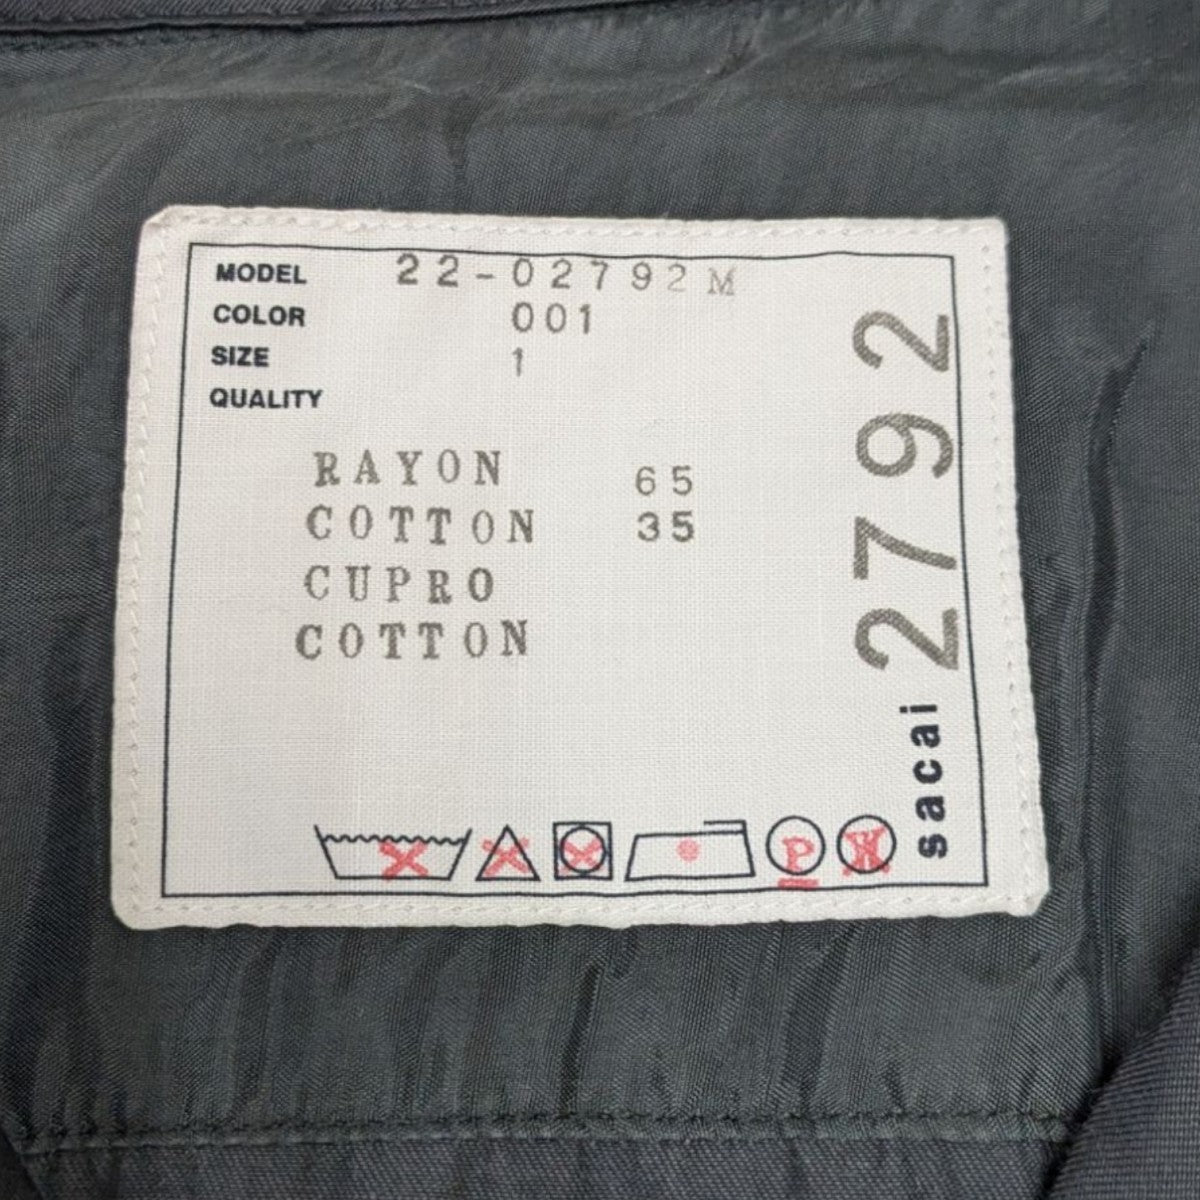 MODEL 22-02792M
COLOR 001
SIZE 1
QUALITY
RAYON 65
COTTON 35
CUPRO
COTTON
P
W
sacai 2792